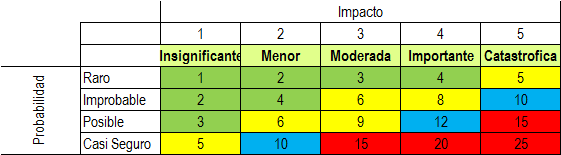 Impacto
1 2 3 4 5
Insignificante Menor Moderada Importante Catastrofica
Probabilidad
Raro 1 2 3 4 5
Improbable 2 4 6 8 10
Posible 3 6 9 12 15
Casi Seguro 5 10 15 20 25